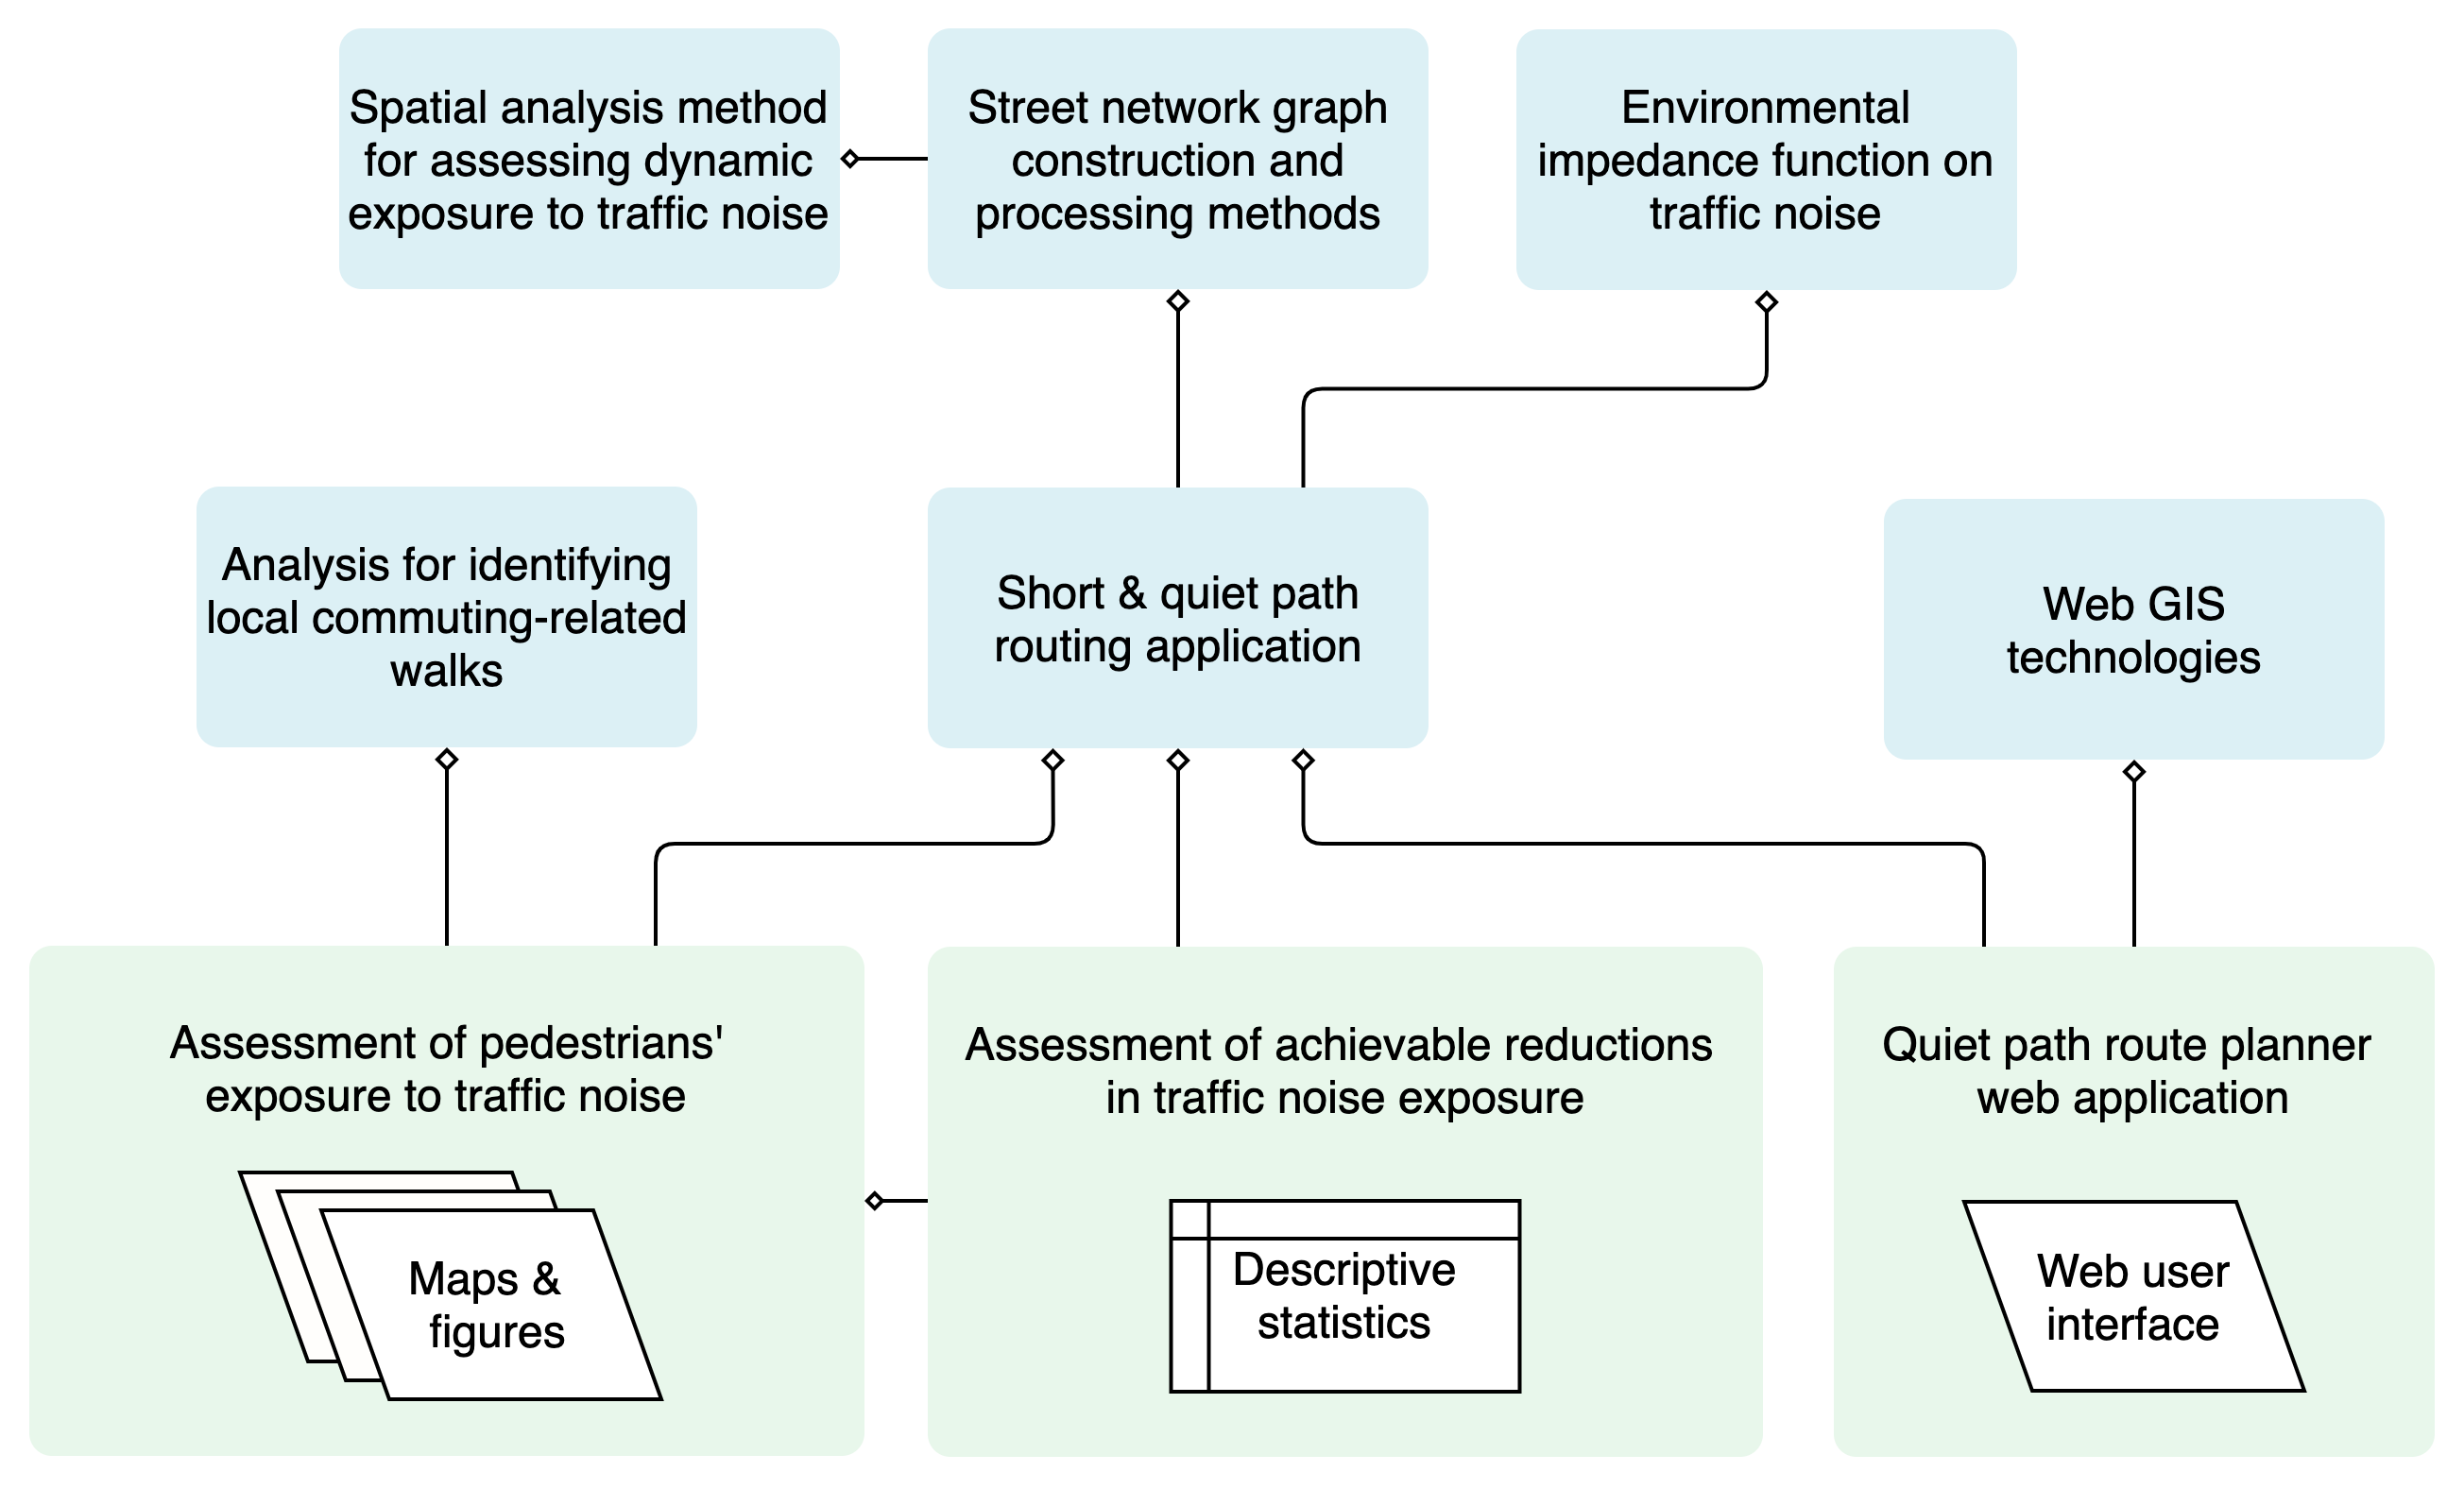 Spatial analysis method
for assessing dynamic
exposure to traffic noise
Street network graph
construction and
processing methods
Environmental
impedance function on
traffic noise
Analysis for identifying
local commuting-related
walks
Short & quiet path
routing application
Web GIS
technologies
Assessment of pedestrians'
exposure to traffic noise
Maps &
figures
Assessment of achievable reductions
in traffic noise exposure
Descriptive
statistics
Quiet path route planner
web application
Web user
interface